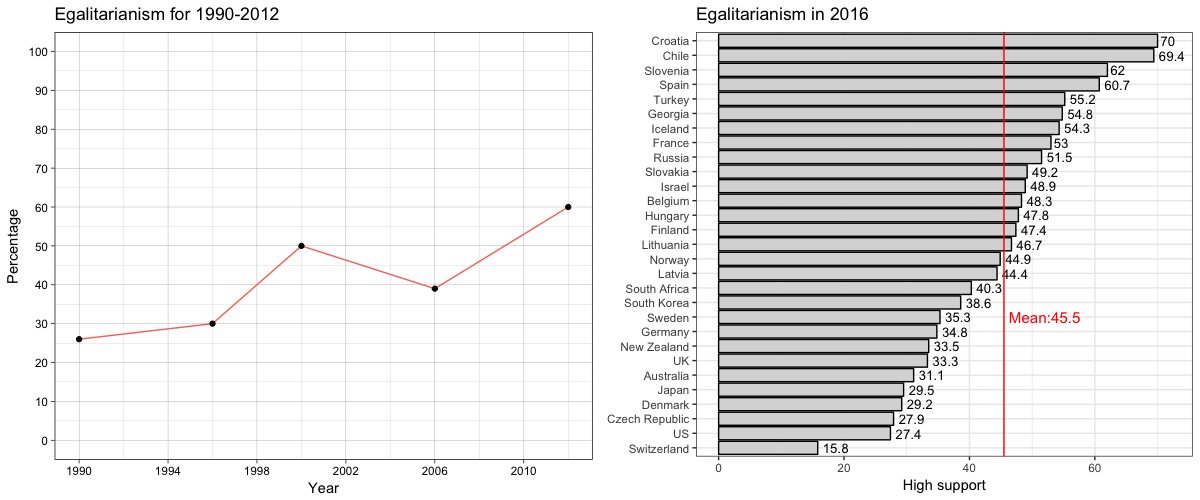 Egalitarianism for 1990-2012
Percentage
100
90
80
70
60
50
40
30
20
10
0
1990 1994 1998 2002 2006 2010
Year
Egalitarianism in 2016
Croatia 70
Chile 69.4
Slovenia 62
Spain 60.7
Turkey 55.2
Georgia 54.8
Iceland 54.3
France 53
Russia 51.5
Slovakia 49.2
Israel 48.9
Belgium 48.3
Hungary 47.8
Finland 47.4
Lithuania 46.7
Norway 44.9
Latvia 44.4
South Africa 40.3
South Korea 38.6
Sweden 35.3 Mean:45.5
Germany 34.8
New Zealand 33.5
UK 33.3
Australia 31.1
Japan 29.5
Denmark 29.2
Czech Republic 27.9
US 27.4
Switzerland 15.8
0 20 40 60
High support